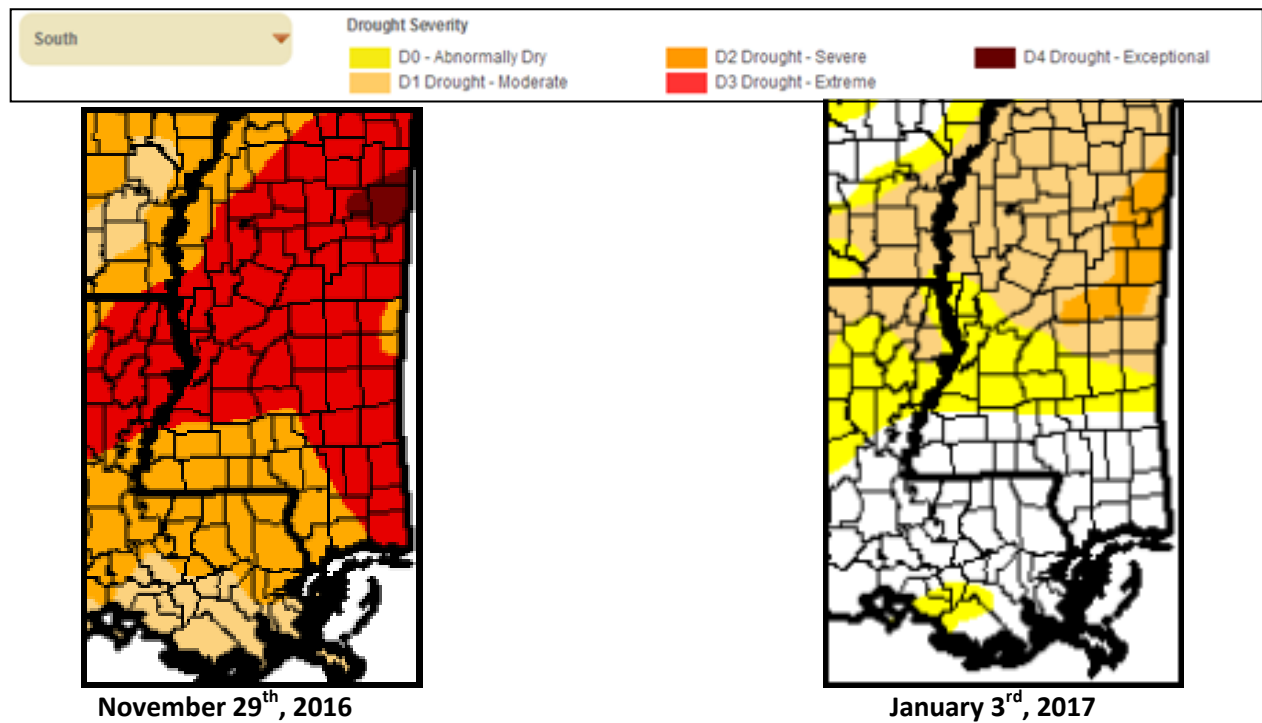 South
Drought Severity
D0 - Abnormally Dry
D1 Drought - Moderate
D2 Drought - Severe
D3 Drought - Extreme
D4 Drought - Exceptional
November 29th, 2016
January 3rd, 2017